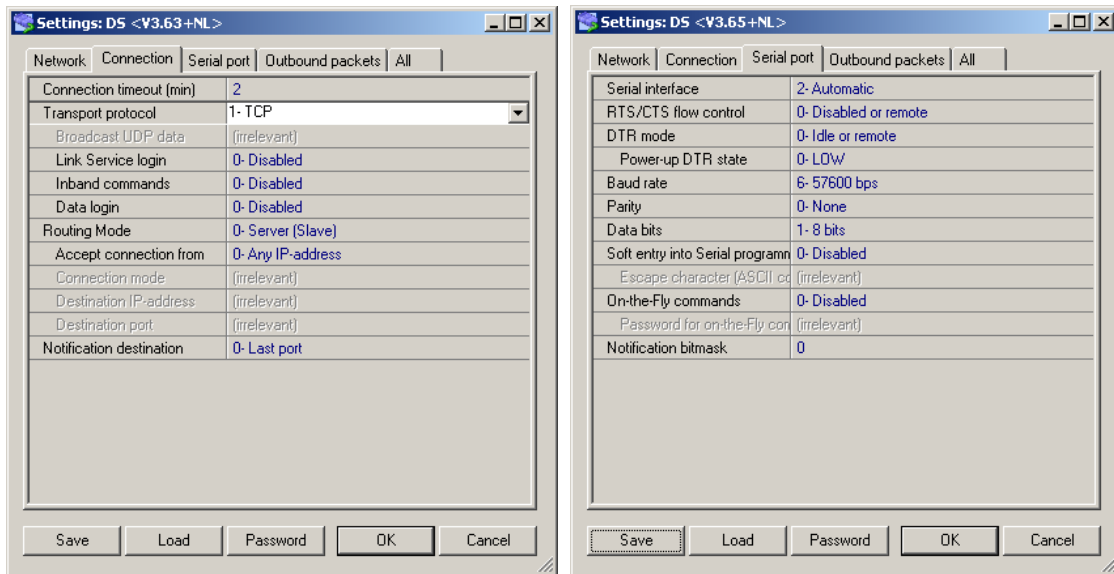 Settings: DS <V3.63+NL>
Network Connection Serial port Outbound packets All
Connection timeout (min) 2
Transport protocol 1- TCP
Broadcast UDP data (irrelevant)
Link Service login 0- Disabled
Inband commands 0- Disabled
Data login 0- Disabled
Routing Mode 0- Server (Slave)
Accept connection from 0- Any IP-address
Connection mode (irrelevant)
Destination IP-address (irrelevant)
Destination port (irrelevant)
Notification destination 0- Last port
Save Load Password OK Cancel
Settings: DS <V3.65+NL>
Network Connection Serial port Outbound packets All
Serial interface 2- Automatic
RTS/CTS flow control 0- Disabled or remote
DTR mode 0- Idle or remote
Power-up DTR state 0- LOW
Baud rate 6- 57600 bps
Parity 0- None
Data bits 1- 8 bits
Soft entry into Serial programm 0- Disabled
Escape character (ASCII co (irrelevant)
On-the-Fly commands 0- Disabled
Password for on-the-Fly con (irrelevant)
Notification bitmask 0
Save Load Password OK Cancel